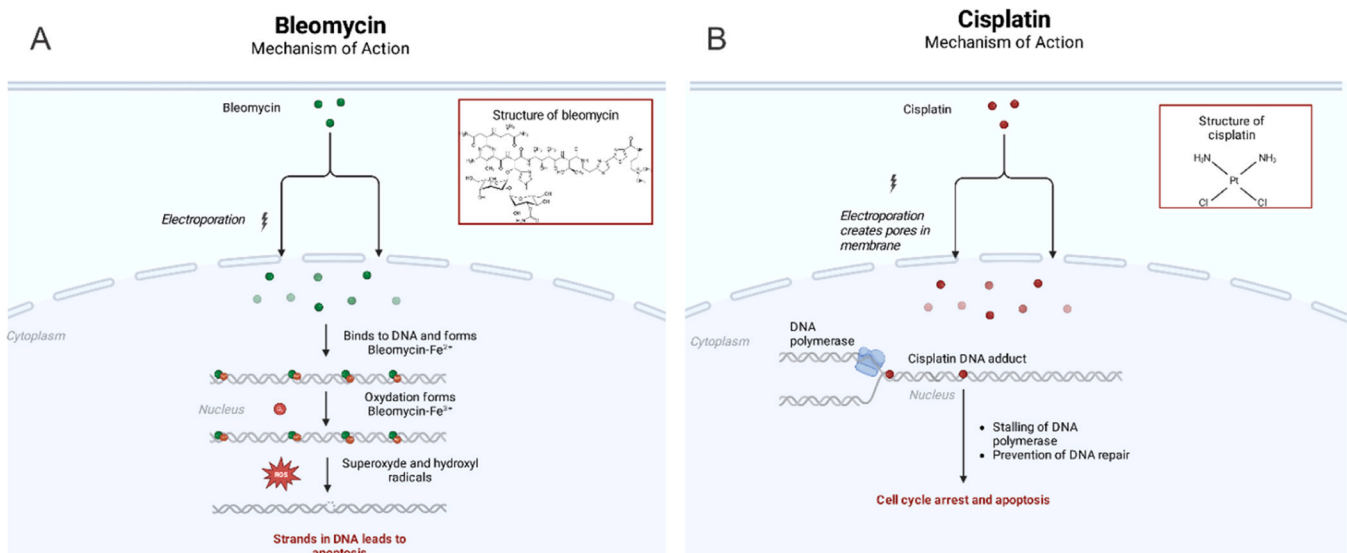 A
Bleomycin
Mechanism of Action
Bleomycin
Structure of bleomycin
Electroporation
Cytoplasm
Binds to DNA and forms
Bleomycin-Fe²⁺
Nucleus
O₂
Oxydation forms
Bleomycin-Fe³⁺
ROS
Superoxyde and hydroxyl
radicals
Strands in DNA leads to
apoptosis
B
Cisplatin
Mechanism of Action
Cisplatin
Structure of
cisplatin
H₃N
NH₃
Pt
Cl
Cl
Electroporation
creates pores in
membrane
Cytoplasm
DNA
polymerase
Cisplatin DNA adduct
Nucleus
• Stalling of DNA
polymerase
• Prevention of DNA repair
Cell cycle arrest and apoptosis